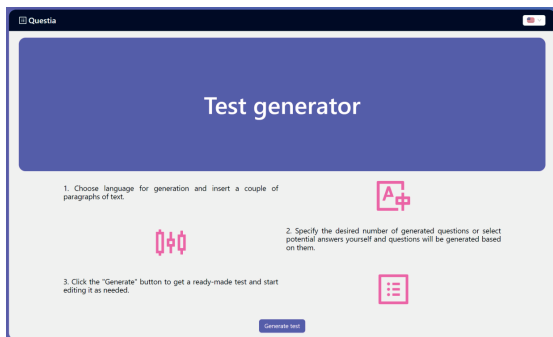 Questia
Test generator
1. Choose language for generation and insert a couple of
paragraphs of text.
2. Specify the desired number of generated questions or select
potential answers yourself and questions will be generated based
on them.
3. Click the "Generate" button to get a ready-made test and start
editing it as needed.
Generate test